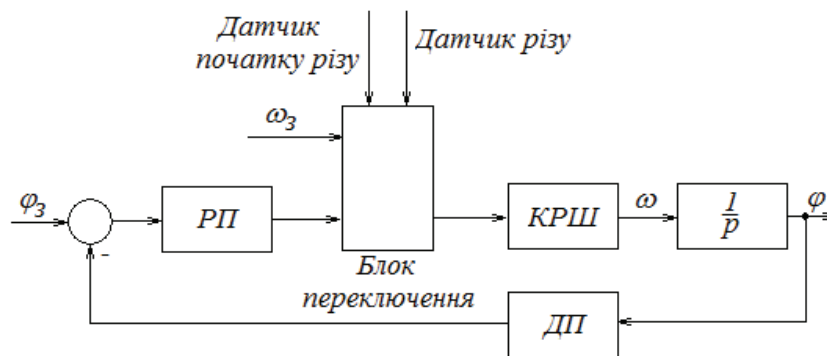 Датчик
початку різу
Датчик різу
ω₃
φ₃
РП
КРШ
ω
1
р
φ
-
Блок
переключення
ДП